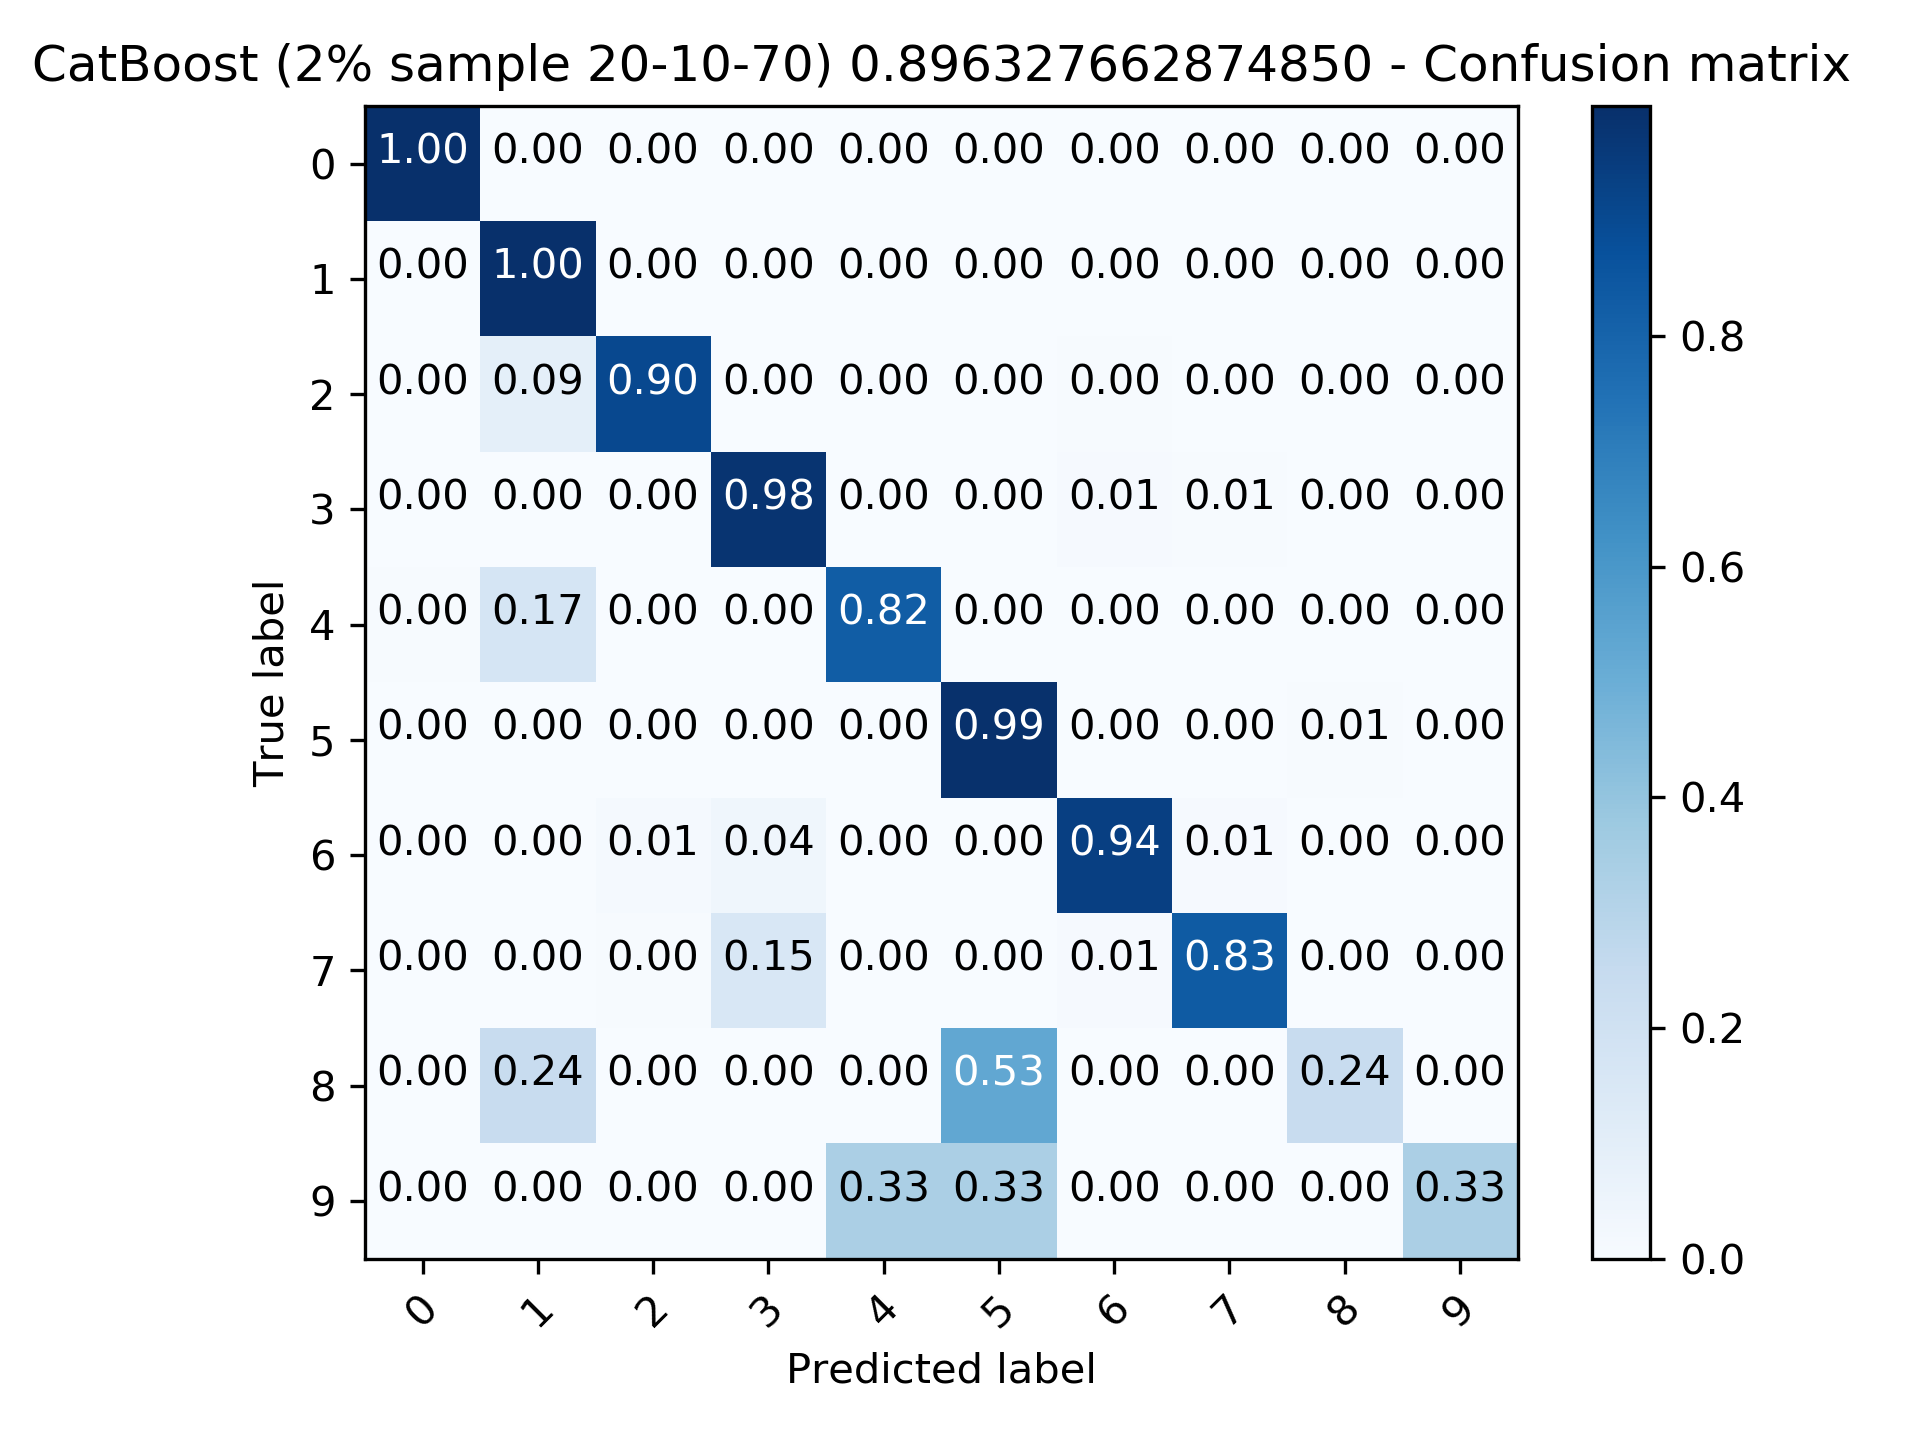 CatBoost (2% sample 20-10-70) 0.896327662874850 - Confusion matrix
0 1.00 0.00 0.00 0.00 0.00 0.00 0.00 0.00 0.00 0.00
1 0.00 1.00 0.00 0.00 0.00 0.00 0.00 0.00 0.00 0.00
2 0.00 0.09 0.90 0.00 0.00 0.00 0.00 0.00 0.00 0.00
3 0.00 0.00 0.00 0.98 0.00 0.00 0.01 0.01 0.00 0.00
4 0.00 0.17 0.00 0.00 0.82 0.00 0.00 0.00 0.00 0.00
5 0.00 0.00 0.00 0.00 0.00 0.99 0.00 0.00 0.01 0.00
6 0.00 0.00 0.01 0.04 0.00 0.00 0.94 0.01 0.00 0.00
7 0.00 0.00 0.00 0.15 0.00 0.00 0.01 0.83 0.00 0.00
8 0.00 0.24 0.00 0.00 0.00 0.53 0.00 0.00 0.24 0.00
9 0.00 0.00 0.00 0.00 0.33 0.33 0.00 0.00 0.00 0.33
0 1 2 3 4 5 6 7 8 9
Predicted label
True label
0.8
0.6
0.4
0.2
0.0